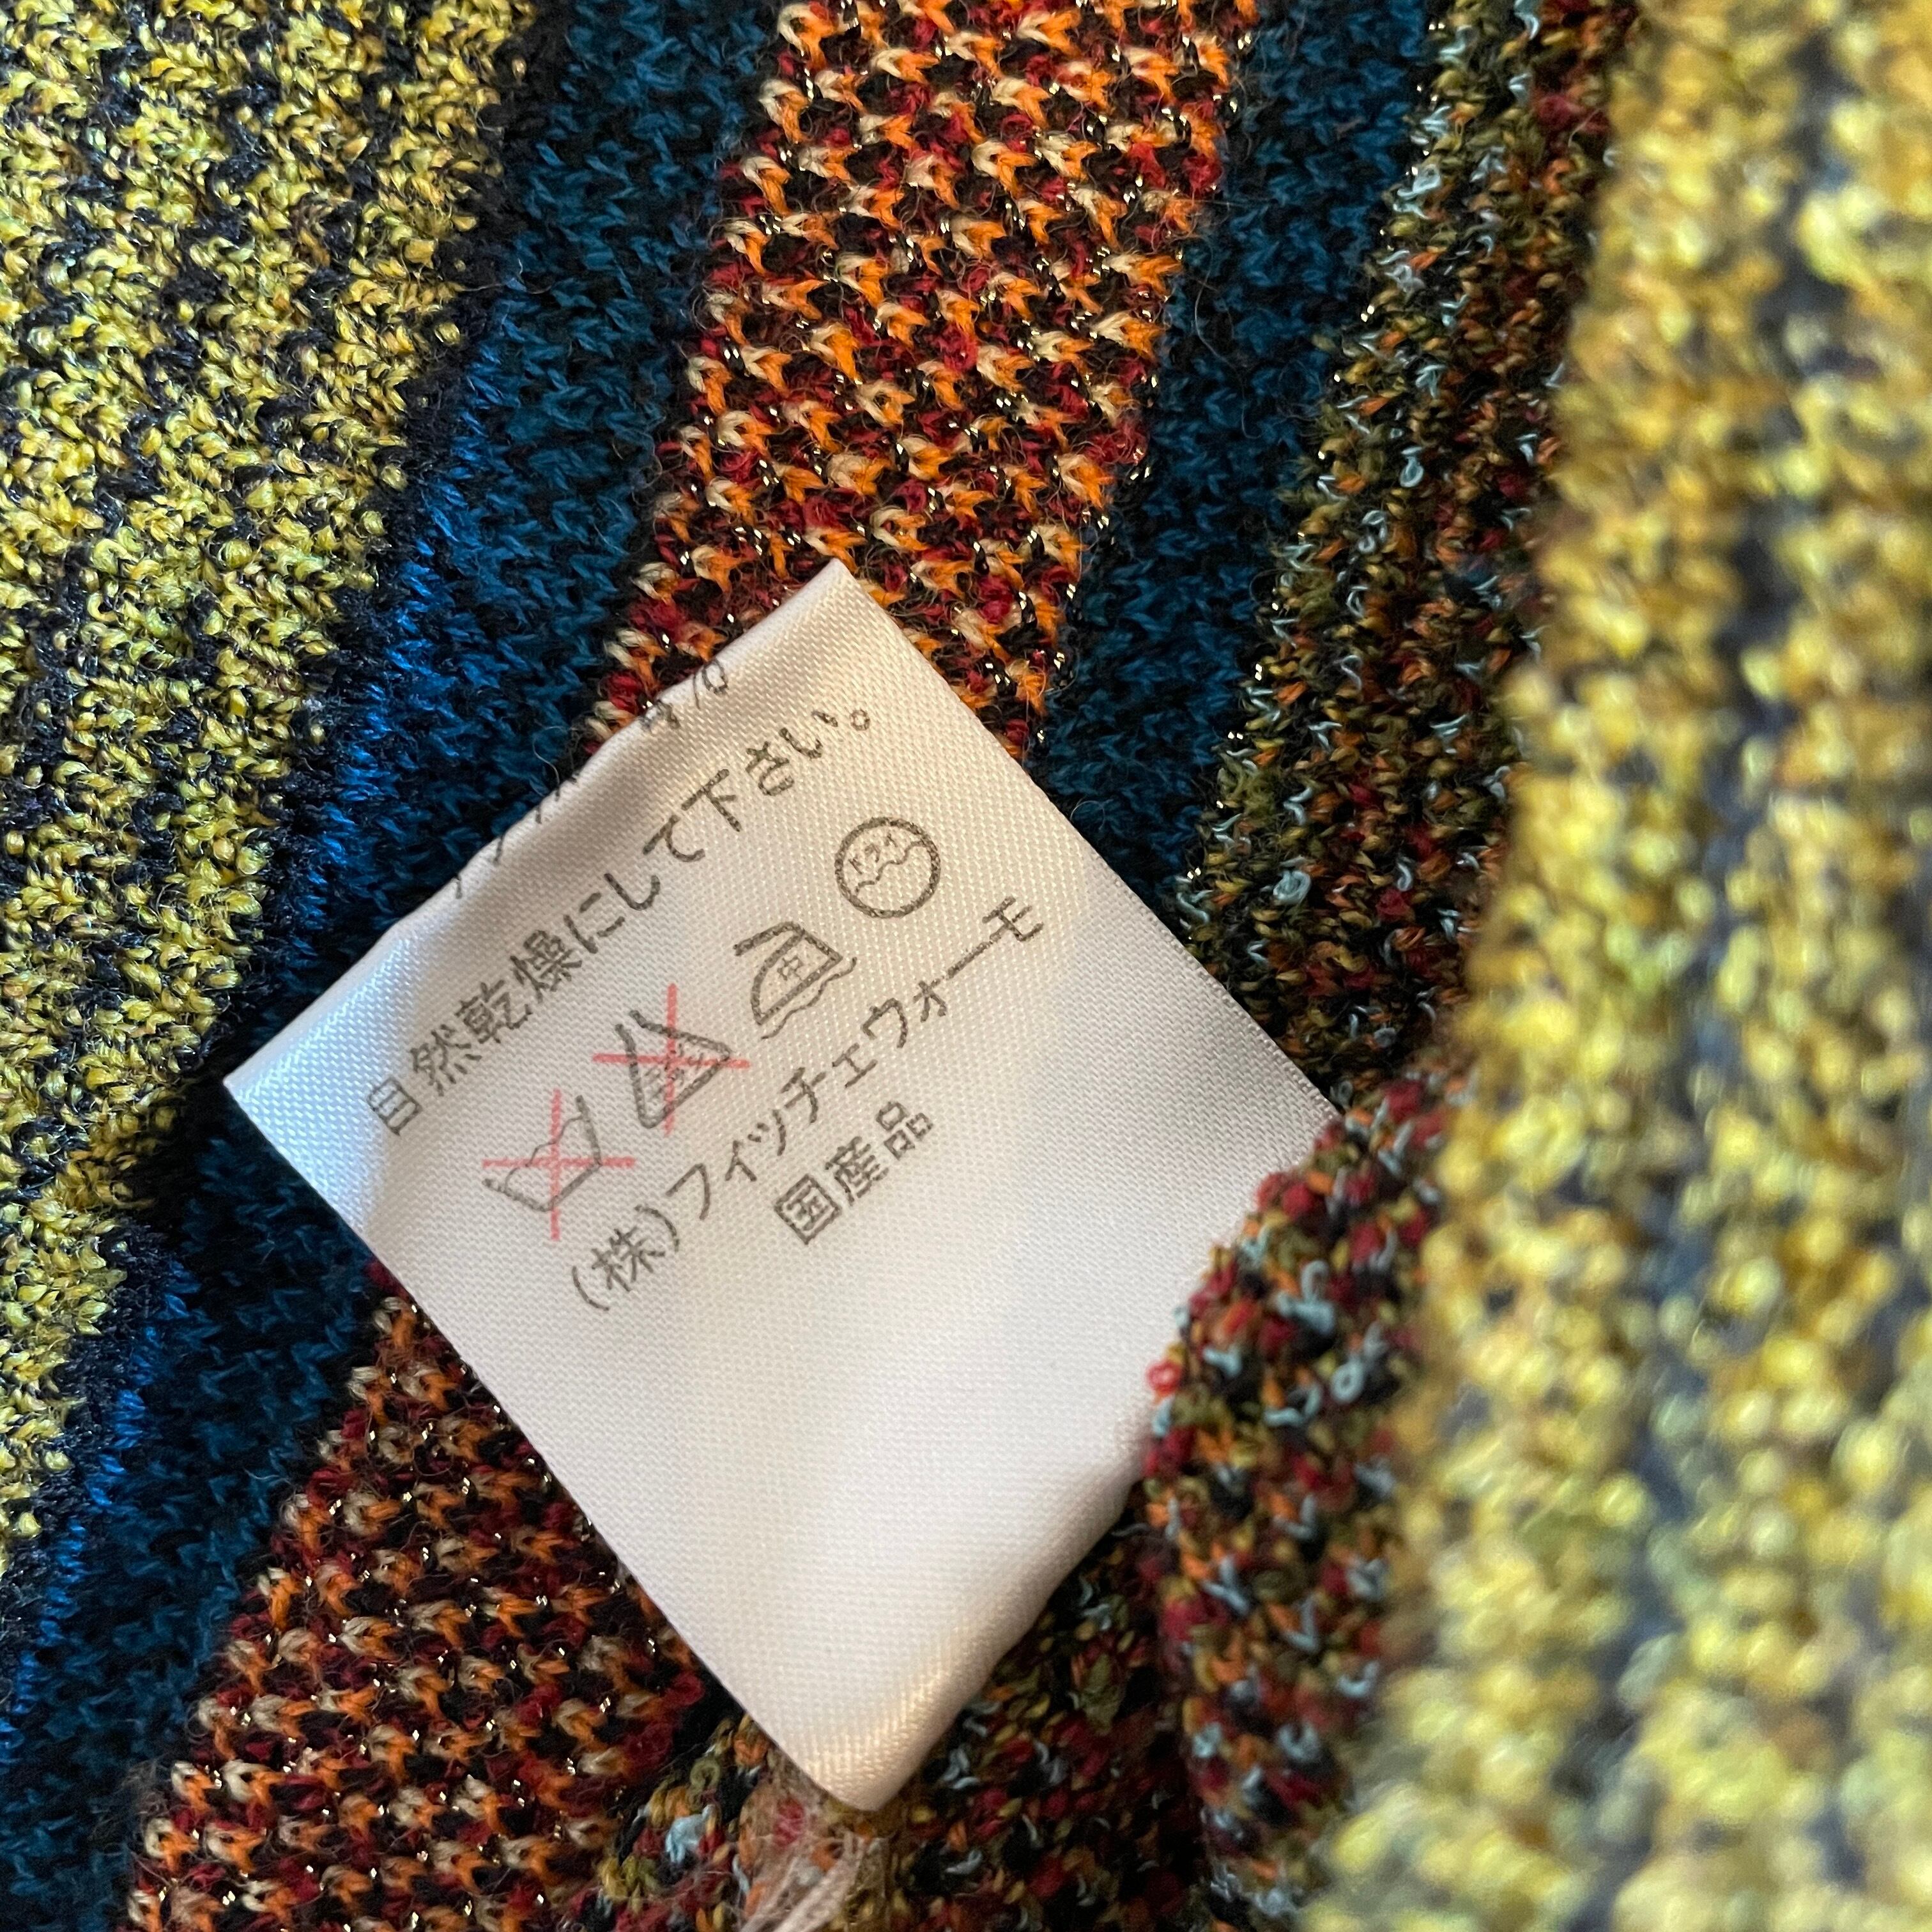 自然乾燥にして下さい。
中 ドライ
(株)フィッチェウォーモ
国産品